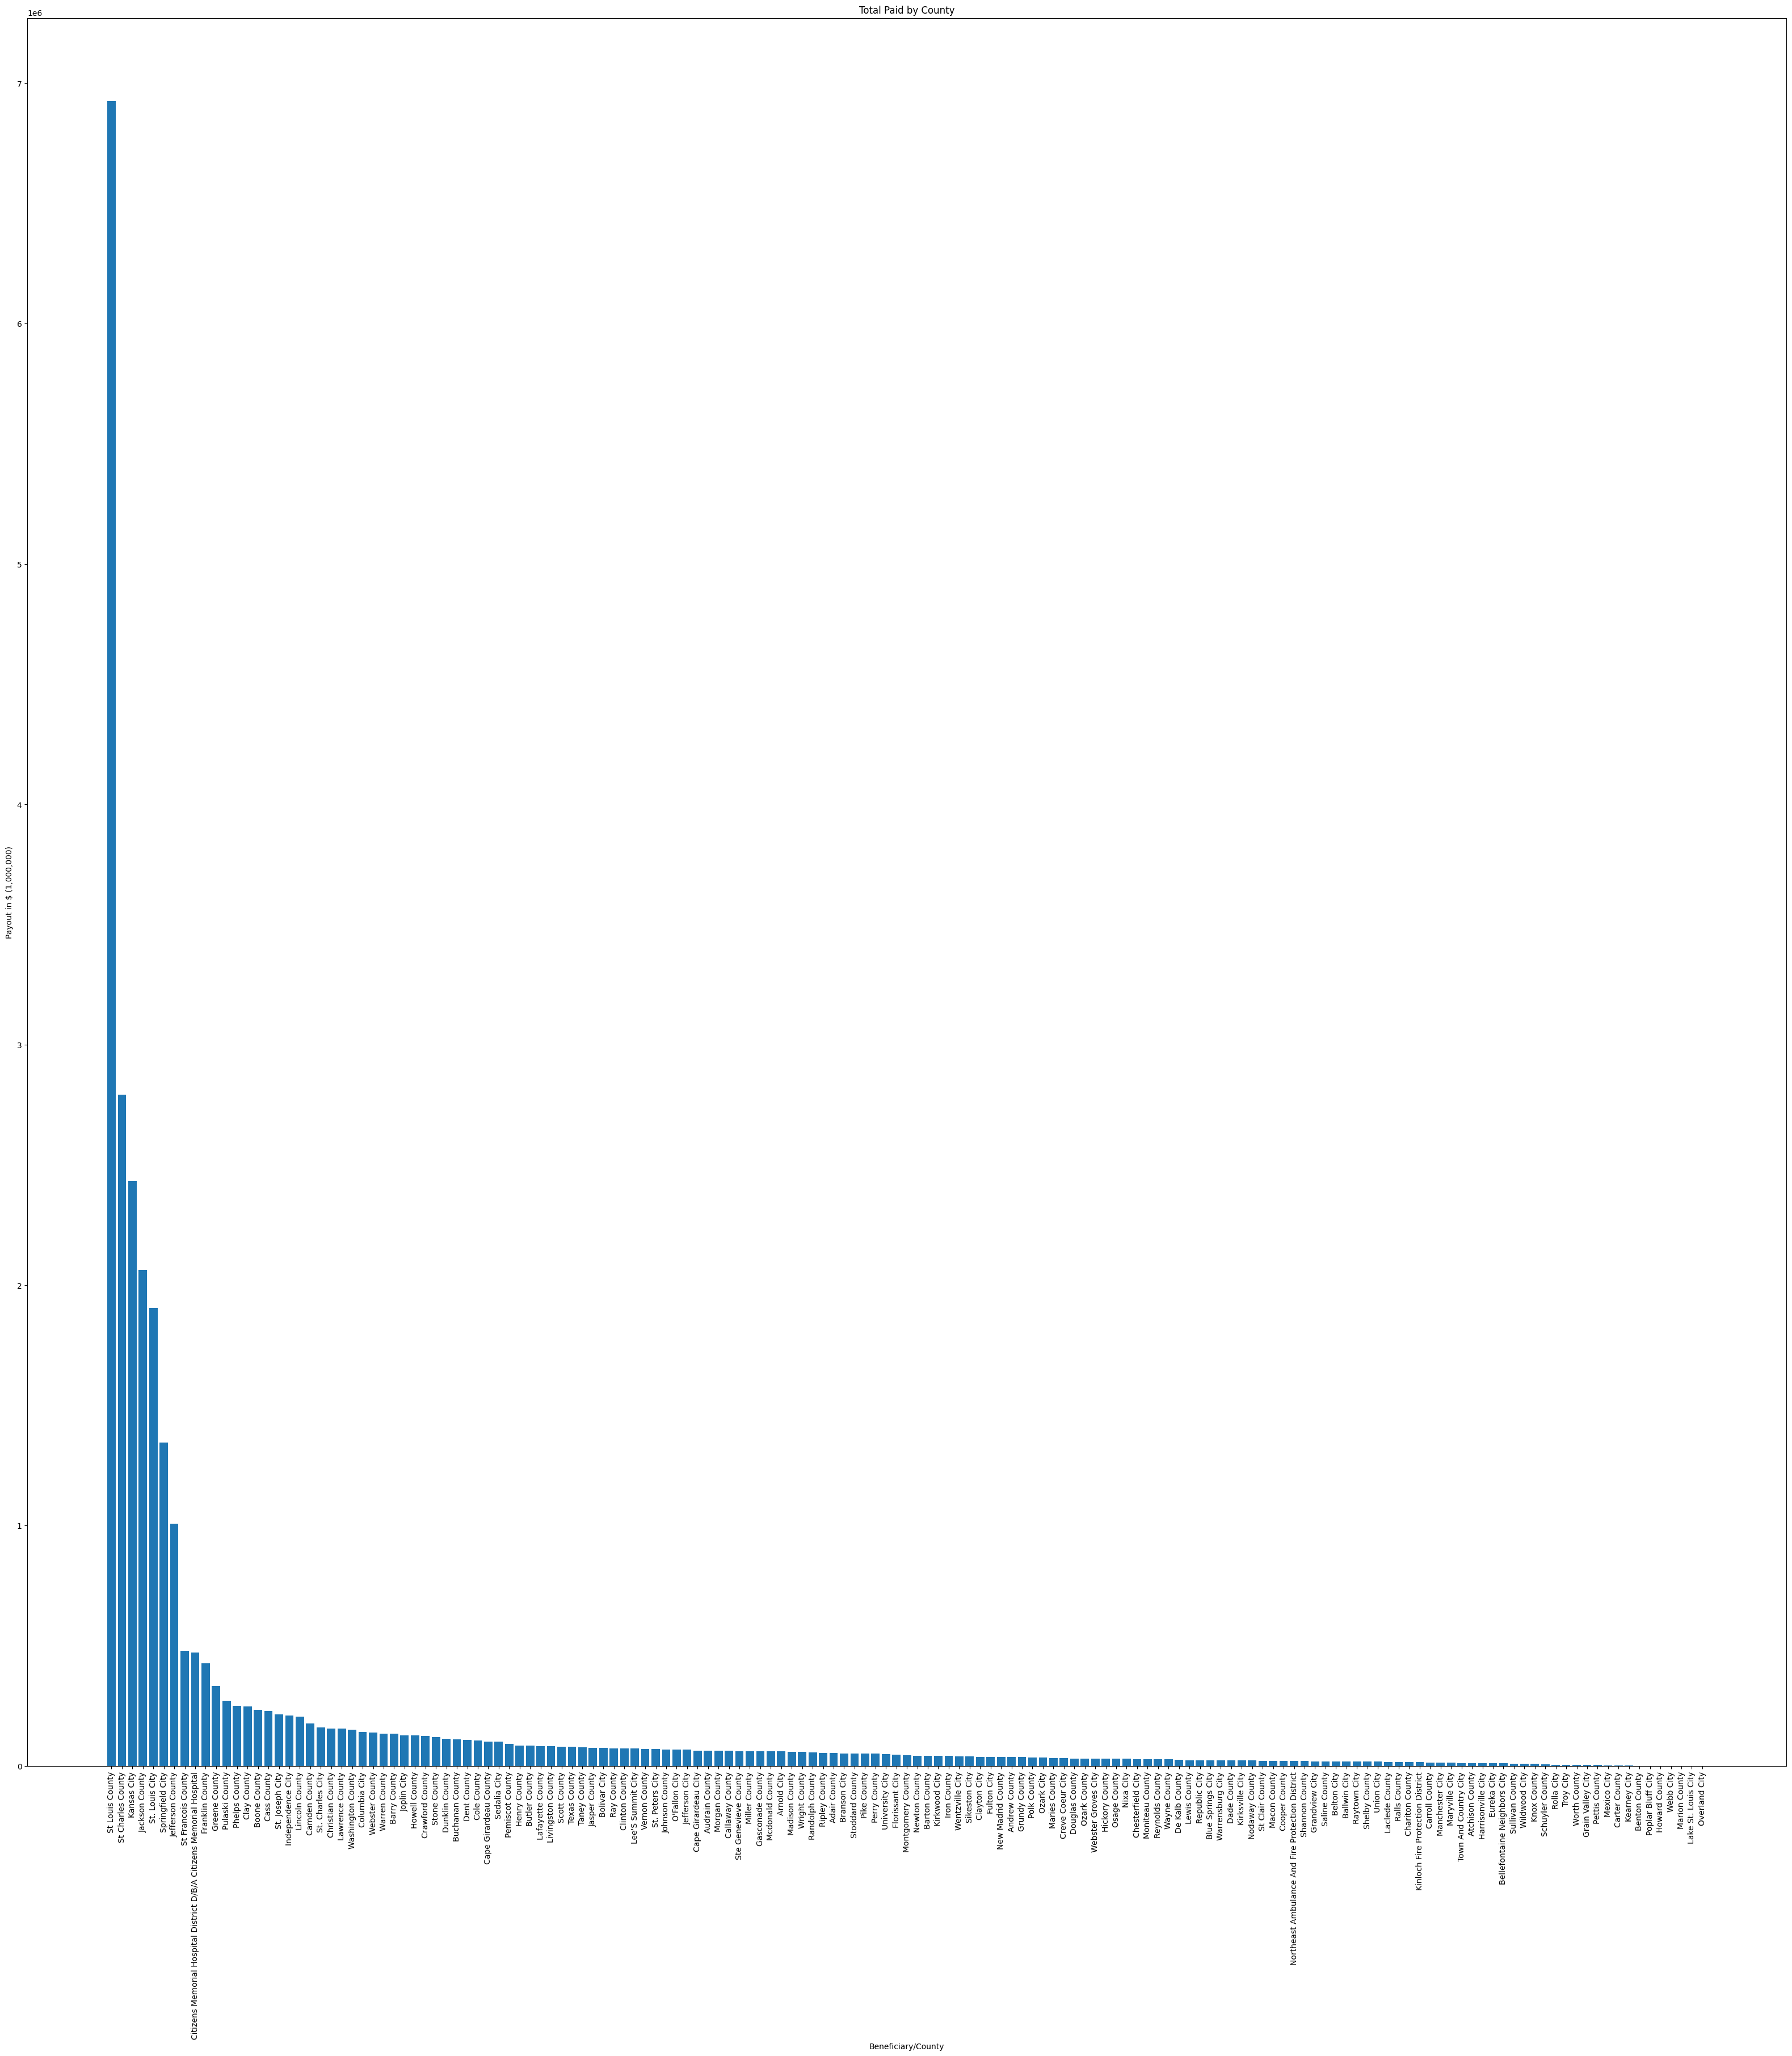 Total Paid by County
1e6
7
6
5
4
3
2
1
0
Payout in $ (1,000,000)
St Louis County
St Charles County
Kansas City
Jackson County
St. Louis City
Springfield City
Jefferson County
St Francois County
Citizens Memorial Hospital District D/B/A Citizens Memorial Hospital
Franklin County
Greene County
Pulaski County
Phelps County
Clay County
Boone County
Cass County
St. Joseph City
Independence City
Lincoln County
Camden County
St. Charles City
Christian County
Lawrence County
Washington County
Columbia City
Webster County
Warren County
Barry County
Joplin City
Howell County
Crawford County
Stone County
Dunklin County
Buchanan County
Dent County
Cole County
Cape Girardeau County
Sedalia City
Pemiscot County
Henry County
Butler County
Lafayette County
Livingston County
Scott County
Texas County
Taney County
Jasper County
Bolivar City
Ray County
Clinton County
Lee'S Summit City
Vernon County
St. Peters City
Johnson County
O'Fallon City
Jefferson City
Cape Girardeau City
Audrain County
Morgan County
Callaway County
Ste Genevieve County
Miller County
Gasconade County
Mcdonald County
Arnold City
Madison County
Wright County
Randolph County
Ripley County
Adair County
Branson City
Stoddard County
Pike County
Perry County
University City
Florissant City
Montgomery County
Newton County
Barton County
Kirkwood City
Iron County
Wentzville City
Sikeston City
Clayton City
Fulton City
New Madrid County
Andrew County
Grundy County
Polk County
Ozark City
Maries County
Creve Coeur City
Douglas County
Ozark County
Webster Groves City
Hickory County
Osage County
Nixa City
Chesterfield City
Moniteau County
Reynolds County
Wayne County
De Kalb County
Lewis County
Republic City
Blue Springs City
Warrensburg City
Dade County
Kirksville City
Nodaway County
St Clair County
Macon County
Cooper County
Northeast Ambulance And Fire Protection District
Shannon County
Grandview City
Saline County
Belton City
Ballwin City
Raytown City
Shelby County
Union City
Laclede County
Ralls County
Chariton County
Kinloch Fire Protection District
Carroll County
Manchester City
Maryville City
Town And Country City
Atchison County
Harrisonville City
Eureka City
Bellefontaine Neighbors City
Sullivan County
Wildwood City
Knox County
Schuyler County
Rolla City
Troy City
Worth County
Grain Valley City
Pettis County
Mexico City
Carter County
Kearney City
Benton County
Poplar Bluff City
Howard County
Webb City
Marion County
Lake St. Louis City
Overland City
Beneficiary/County